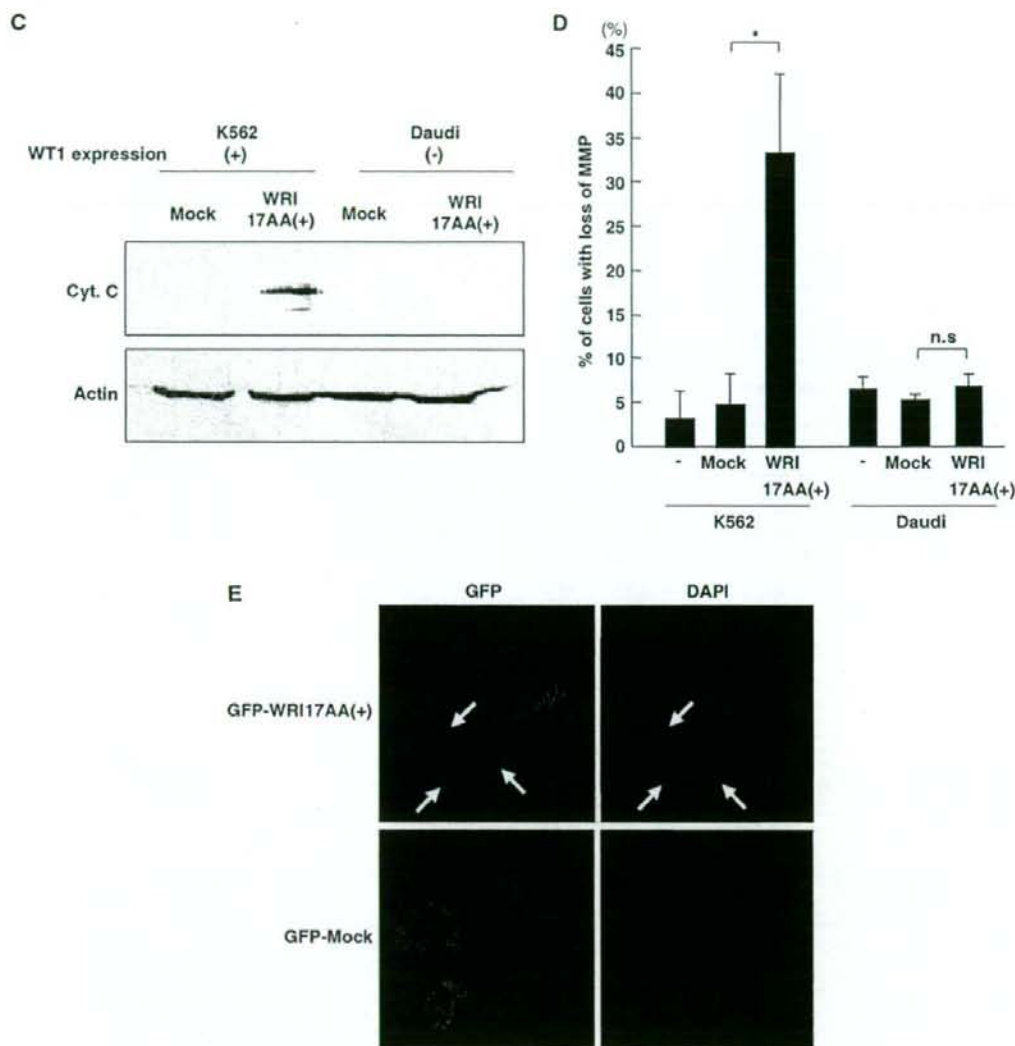 C
K562
Daudi
WT1 expression
(+)
(-)
Mock
WRI
17AA(+)
Mock
WRI
17AA(+)
Cyt. C
Actin
D
(%)
% of cells with loss of MMP
45
40
35
30
25
20
15
10
5
0
*
n.s
-
Mock
WRI
17AA(+)
-
Mock
WRI
17AA(+)
K562
Daudi
E
GFP
DAPI
GFP-WRI17AA(+)
GFP-Mock